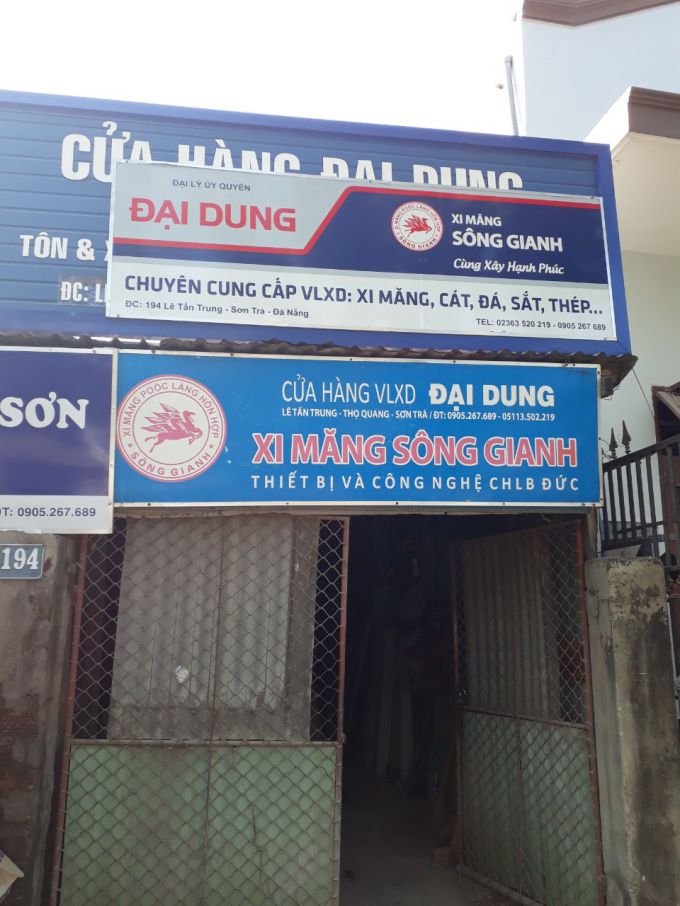 CỬA HÀNG ĐẠI DUNG
TÔN &
ĐC:
ĐẠI LÝ ỦY QUYỀN
ĐẠI DUNG
XI MĂNG POÓC LĂNG HỖN HỢP
SÔNG GIANH
XI MĂNG
SÔNG GIANH
Cùng Xây Hạnh Phúc
CHUYÊN CUNG CẤP VLXD: XI MĂNG, CÁT, ĐÁ, SẮT, THÉP...
ĐC: 194 Lê Tấn Trung - Sơn Trà - Đà Nẵng
TEL: 02363 520 219 - 0905 267 689
SƠN
ĐT: 0905.267.689
XI MĂNG POÓC LĂNG HỖN HỢP
SÔNG GIANH
CỬA HÀNG VLXD ĐẠI DUNG
LÊ TẤN TRUNG - THỌ QUANG - SƠN TRÀ / ĐT: 0905.267.689 - 05113.502.219
XI MĂNG SÔNG GIANH
THIẾT BỊ VÀ CÔNG NGHỆ CHLB ĐỨC
194